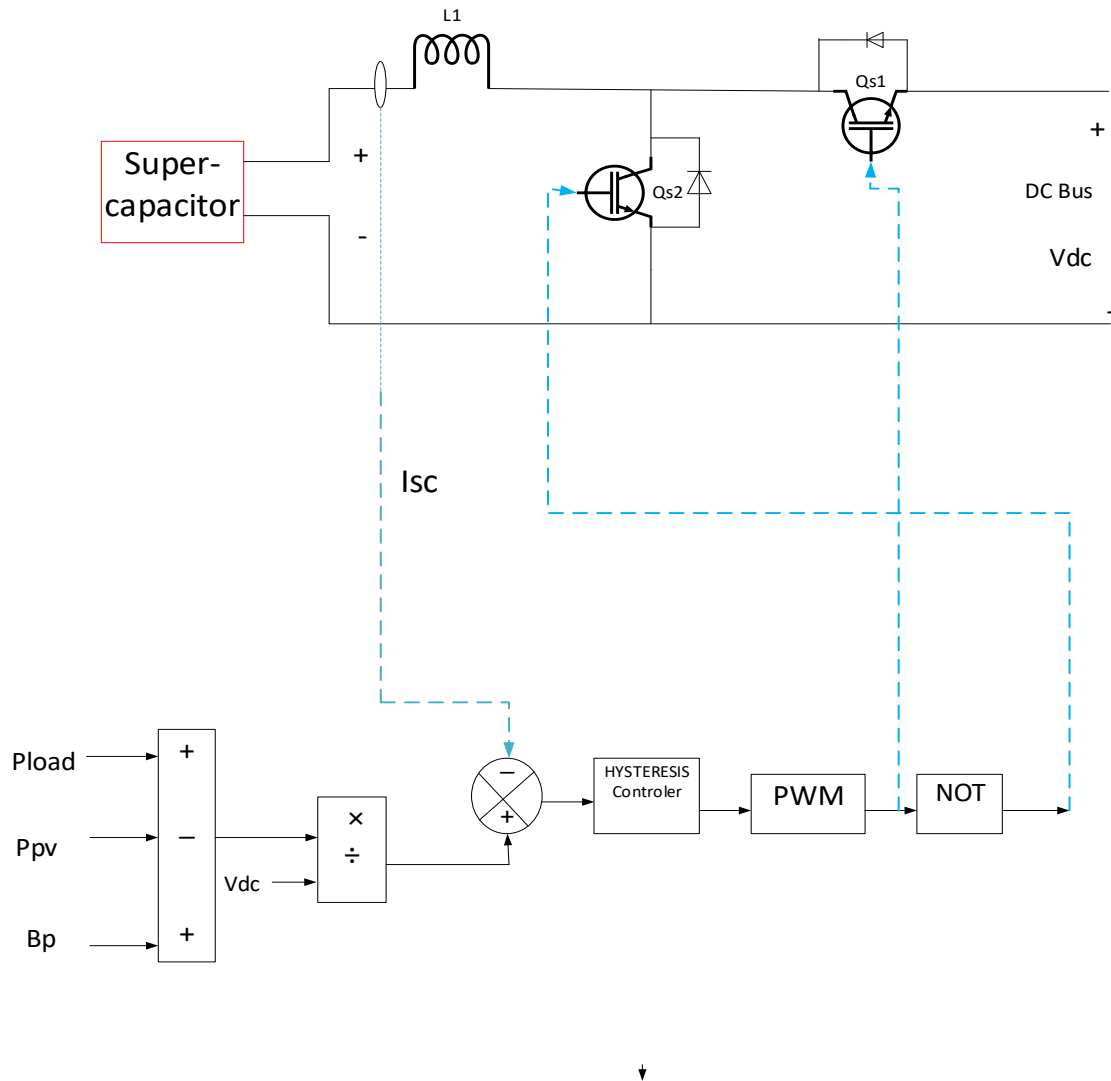 L1
Qs1
Super-
capacitor
+
-
Qs2
+
DC Bus
Vdc
-
Isc
Pload
+
Ppv
−
Bp
+
×
÷
Vdc
−
+
HYSTERESIS
Controler
PWM
NOT